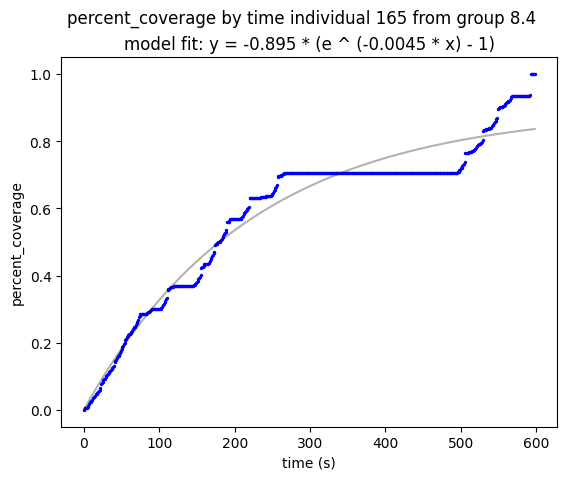 percent_coverage by time individual 165 from group 8.4
model fit: y = -0.895 * (e ^ (-0.0045 * x) - 1)
1.0
0.8
0.6
0.4
0.2
0.0
percent_coverage
0 100 200 300 400 500 600
time (s)